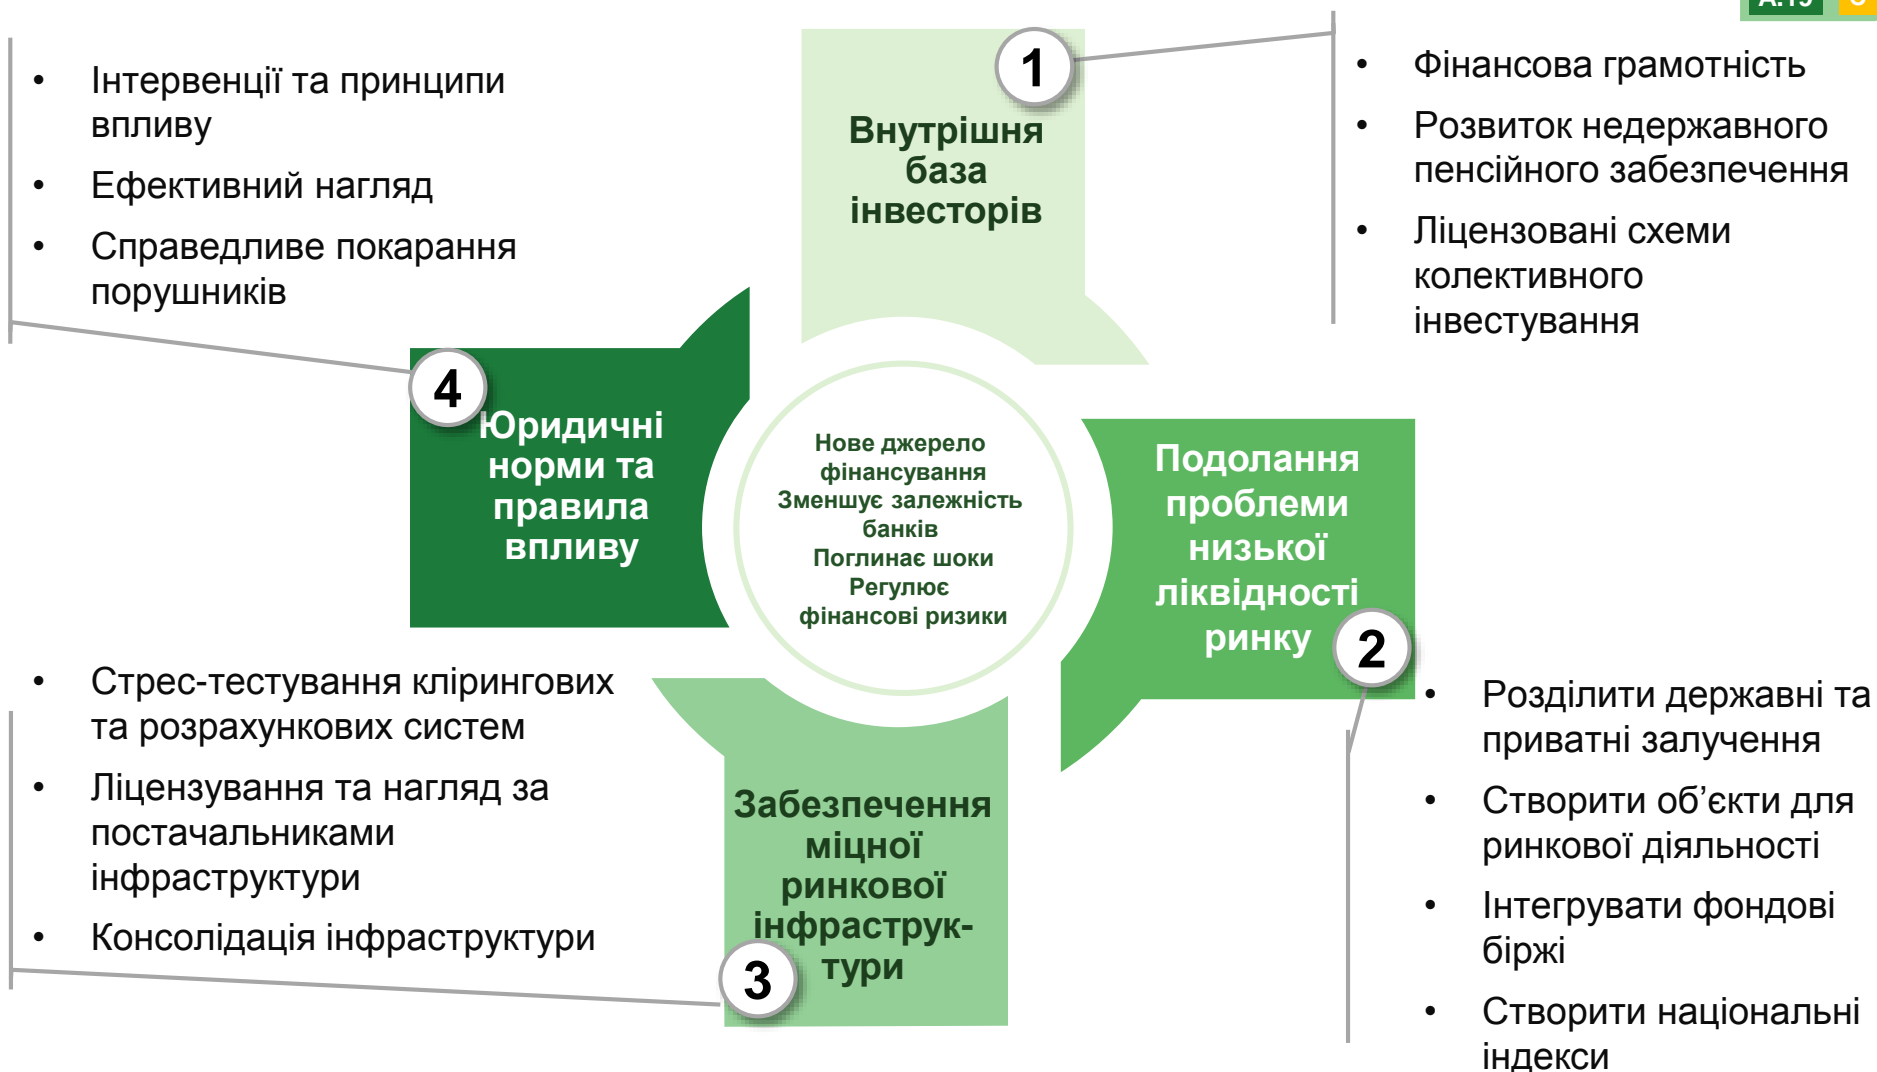 1
Внутрішня
база
інвесторів
• Фінансова грамотність
• Розвиток недержавного
пенсійного забезпечення
• Ліцензовані схеми
колективного
інвестування
2
Подолання
проблеми
низької
ліквідності
ринку
• Розділити державні та
приватні залучення
• Створити об’єкти для
ринкової діяльності
• Інтегрувати фондові
біржі
• Створити національні
індекси
3
Забезпечення
міцної
ринкової
інфраструк-
тури
• Стрес-тестування клірингових
та розрахункових систем
• Ліцензування та нагляд за
постачальниками
інфраструктури
• Консолідація інфраструктури
4
Юридичні
норми та
правила
впливу
• Інтервенції та принципи
впливу
• Ефективний нагляд
• Справедливе покарання
порушників
Нове джерело
фінансування
Зменшує залежність
банків
Поглинає шоки
Регулює
фінансові ризики